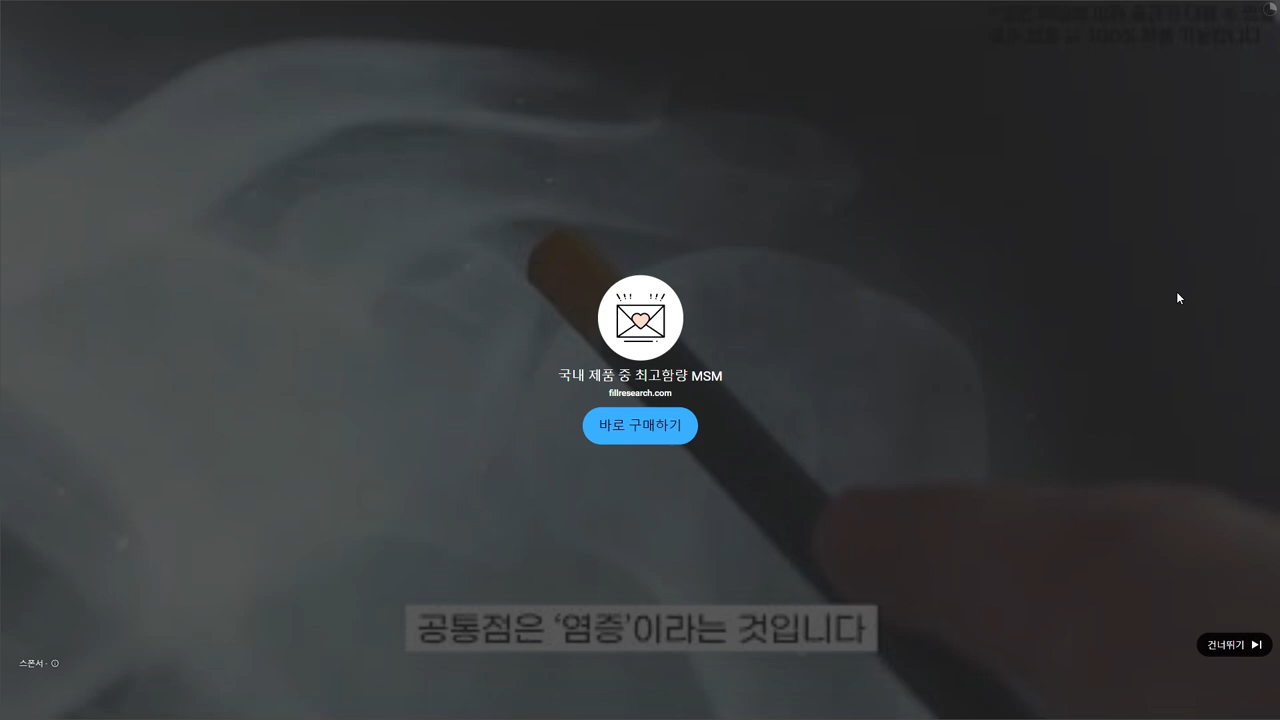 국내 제품 중 최고함량 MSM
fillresearch.com
바로 구매하기
공통점은 ‘염증’이라는 것입니다
스폰서 ·
건너뛰기